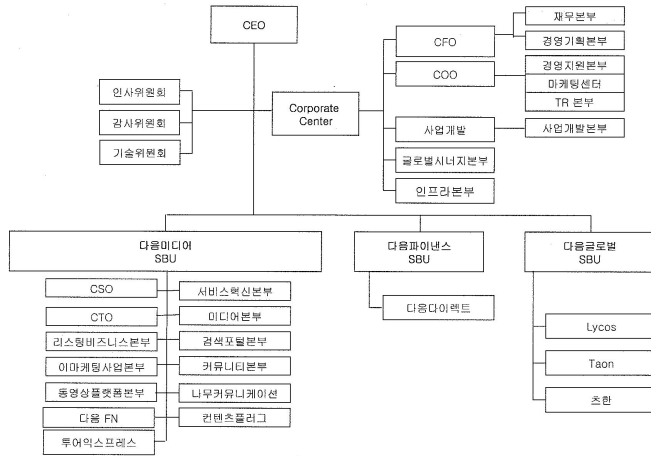 CEO
재무본부
CFO
경영기획본부
COO
경영지원본부
마케팅센터
TR 본부
인사위원회
감사위원회
기술위원회
Corporate
Center
사업개발
사업개발본부
글로벌시너지본부
인프라본부
다음미디어
SBU
다음파이낸스
SBU
다음글로벌
SBU
CSO
서비스혁신본부
CTO
미디어본부
리스팅비즈니스본부
검색포털본부
이마케팅사업본부
커뮤니티본부
동영상플랫폼본부
나무커뮤니케이션
다음 FN
컨텐츠플러그
투어익스프레스
다음다이렉트
Lycos
Taon
쯔한